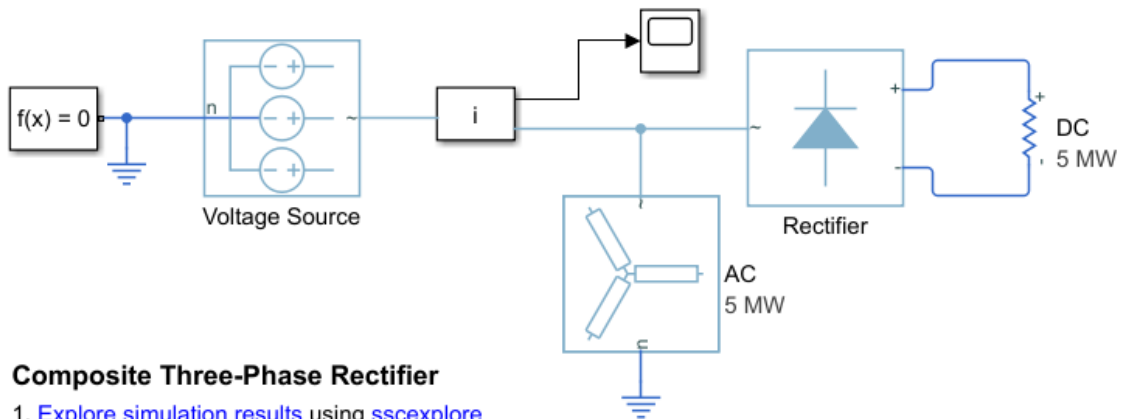 f(x) = 0
n
~
Voltage Source
i
~
+
-
Rectifier
+
-
DC
5 MW
~
AC
5 MW
n
Composite Three-Phase Rectifier
1. Explore simulation results using sscexplore